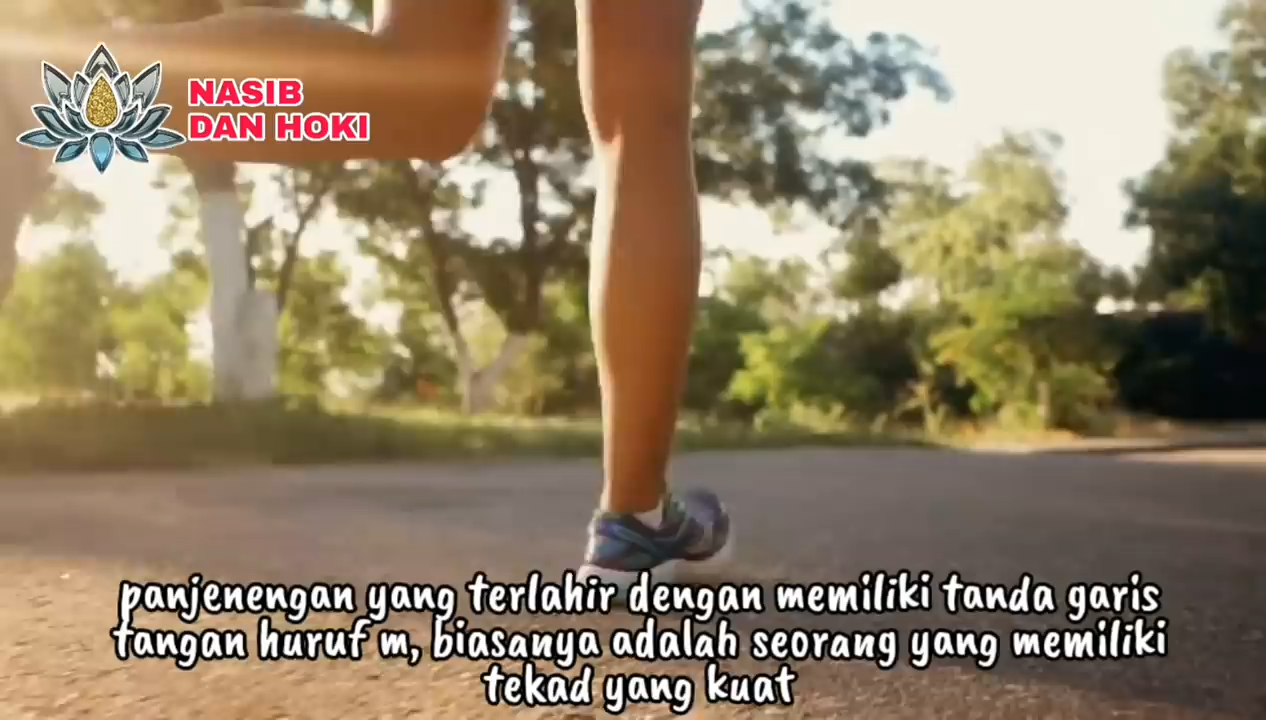 NASIB
DAN HOKI
panjenengan yang terlahir dengan memiliki tanda garis
tangan huruf m, biasanya adalah seorang yang memiliki
tekad yang kuat